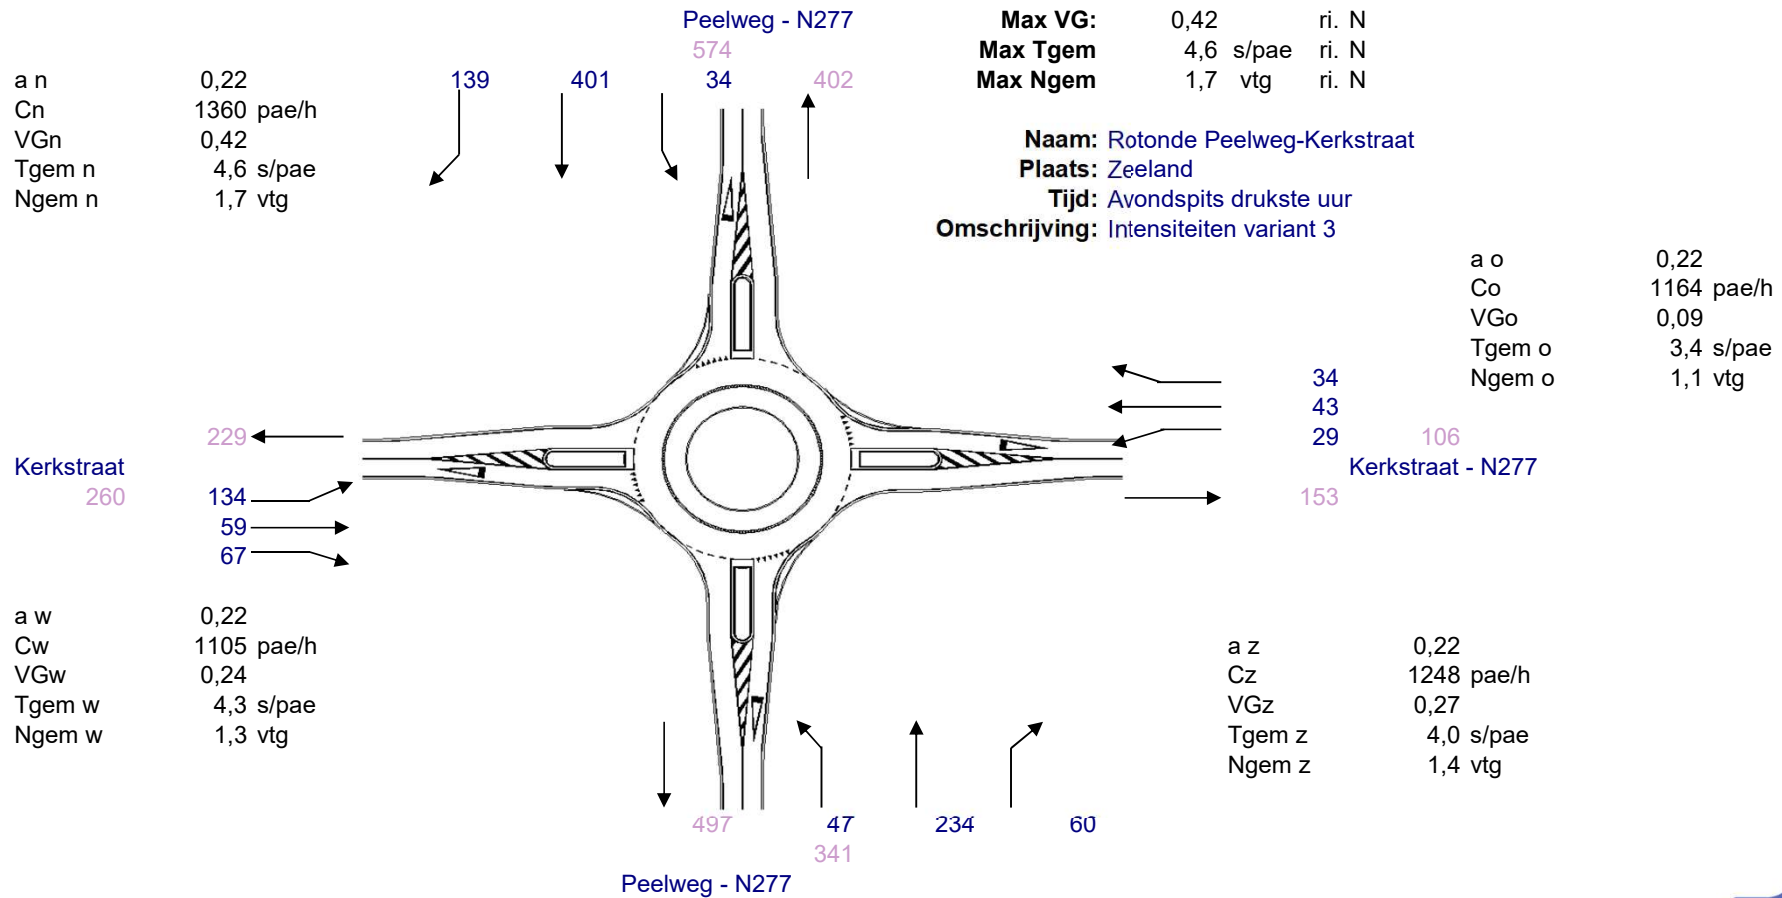 Peelweg - N277
574
139 401 34 402
Max VG: 0,42 ri. N
Max Tgem 4,6 s/pae ri. N
Max Ngem 1,7 vtg ri. N
a n 0,22
Cn 1360 pae/h
VGn 0,42
Tgem n 4,6 s/pae
Ngem n 1,7 vtg
Naam: Rotonde Peelweg-Kerkstraat
Plaats: Zeeland
Tijd: Avondspits drukste uur
Omschrijving: Intensiteiten variant 3
a o 0,22
Co 1164 pae/h
VGo 0,09
Tgem o 3,4 s/pae
Ngem o 1,1 vtg
34
43
29 106
Kerkstraat - N277
153
229
Kerkstraat
260 134
59
67
a w 0,22
Cw 1105 pae/h
VGw 0,24
Tgem w 4,3 s/pae
Ngem w 1,3 vtg
a z 0,22
Cz 1248 pae/h
VGz 0,27
Tgem z 4,0 s/pae
Ngem z 1,4 vtg
497 47 234 60
341
Peelweg - N277